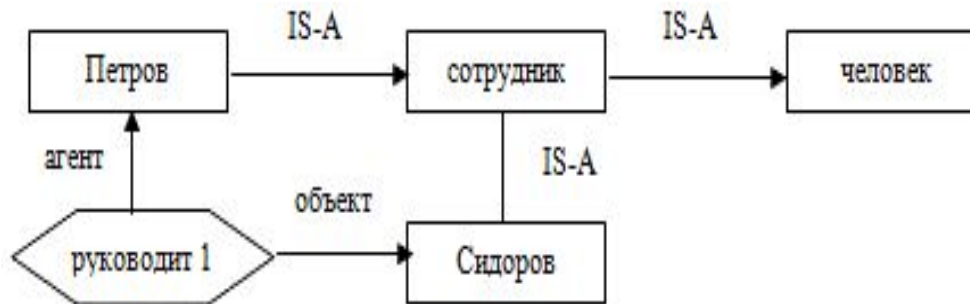 IS-A
IS-A
Петров
сотрудник
человек
агент
IS-A
объект
руководит 1
Сидоров